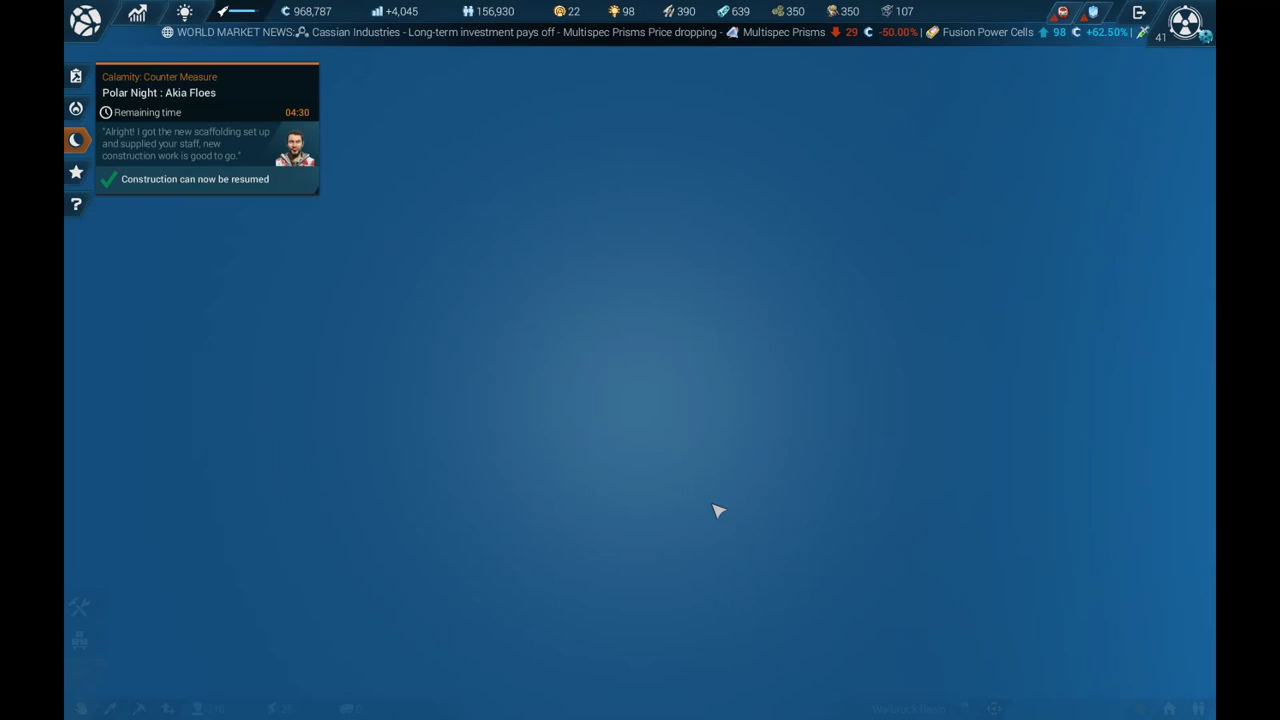 968,787 +4,045 156,930 22 98 390 639 350 350 107
WORLD MARKET NEWS: Cassian Industries - Long-term investment pays off - Multispec Prisms Price dropping - Multispec Prisms 29 -50.00% | Fusion Power Cells 98 +62.50% | 41
Calamity: Counter Measure
Polar Night : Akia Floes
Remaining time 04:30
"Alright! I got the new scaffolding set up
and supplied your staff, new
construction work is good to go."
Construction can now be resumed
?